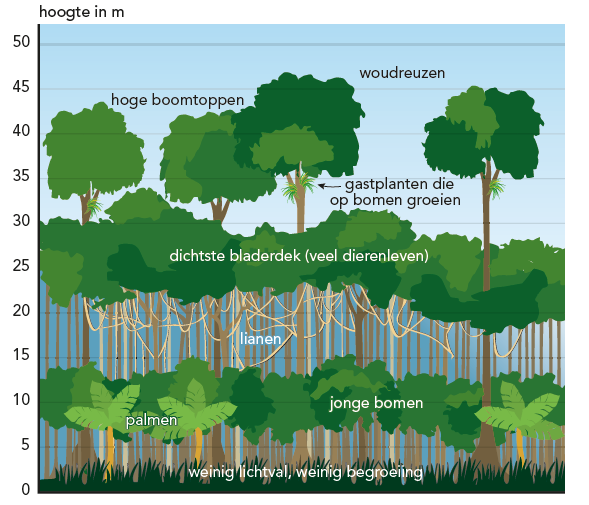 hoogte in m
50
45
40
35
30
25
20
15
10
5
0
woudreuzen
hoge boomtoppen
gastplanten die
op bomen groeien
dichtste bladerdek (veel dierenleven)
lianen
jonge bomen
palmen
weinig lichtval, weinig begroeiing